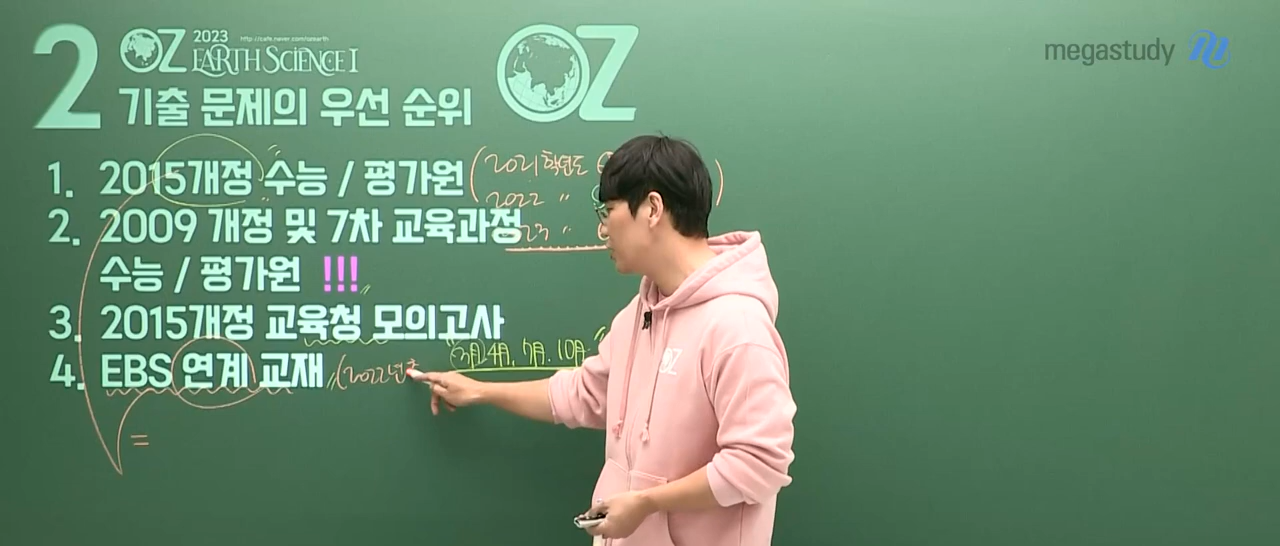 megastudy
2 OZ 2023 http://cafe.naver.com/ozearth
EARTH SCIENCE I
기출 문제의 우선 순위
OZ
1. 2015개정 수능 / 평가원 (2021학년도
2022 〃
2. 2009 개정 및 7차 교육과정
수능 / 평가원 !!!
3. 2015개정 교육청 모의고사
"3月 4月, 7月. 10月"
4. EBS 연계 교재 (2022년
=
OZ